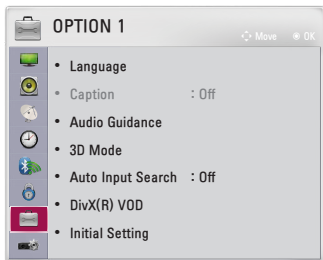 OPTION 1
Move OK
• Language
• Caption : Off
• Audio Guidance
• 3D Mode
• Auto Input Search : Off
• DivX(R) VOD
• Initial Setting